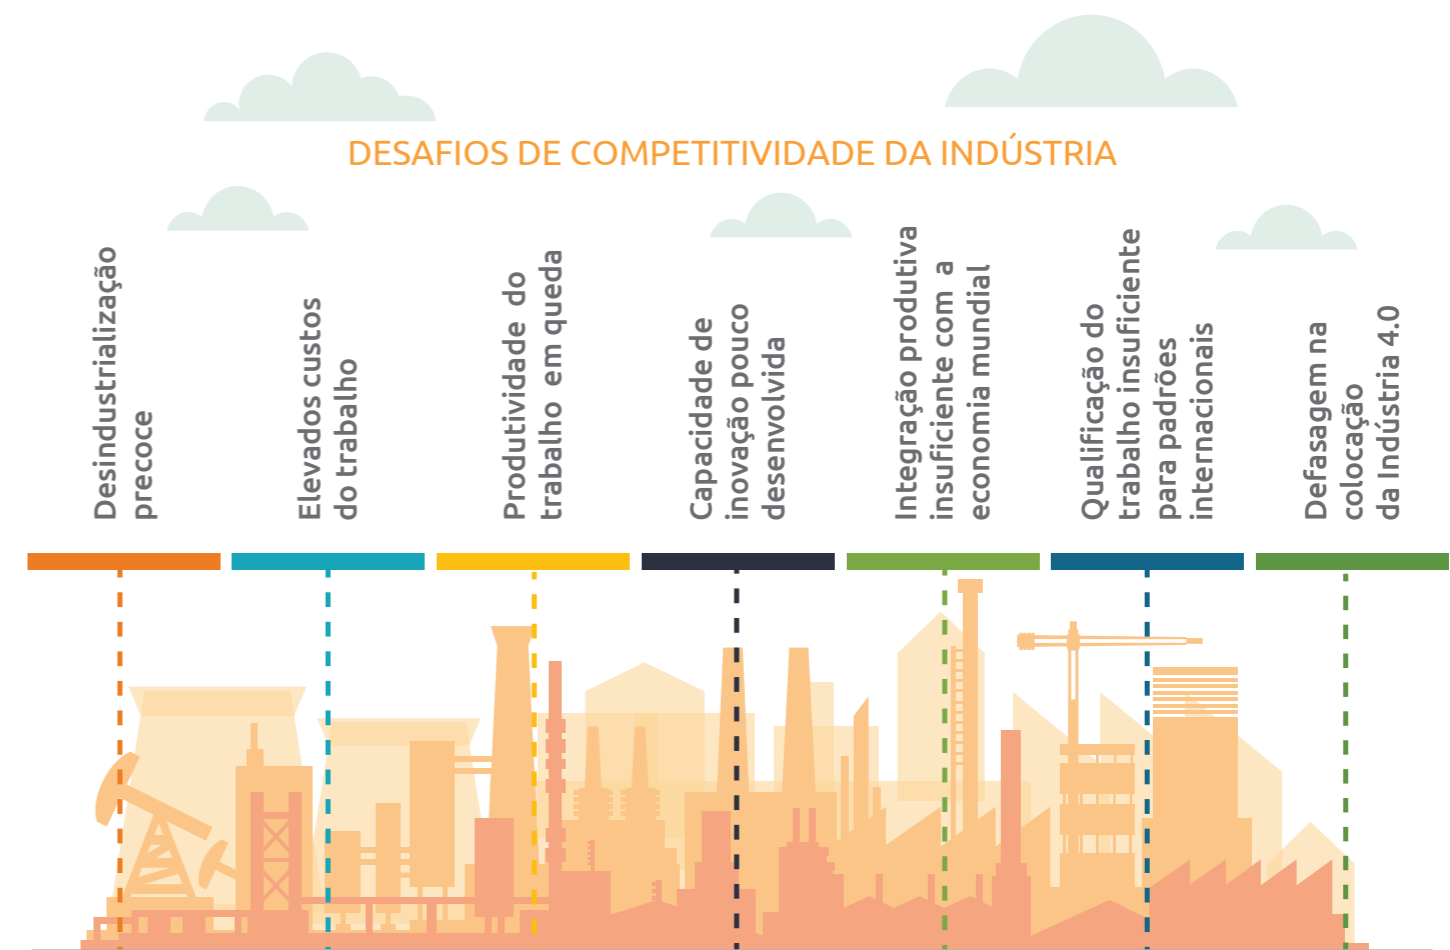 DESAFIOS DE COMPETITIVIDADE DA INDÚSTRIA
Desindustrialização
precoce
Elevados custos
do trabalho
Produtividade do
trabalho em queda
Capacidade de
inovação pouco
desenvolvida
Integração produtiva
insuficiente com a
economia mundial
Qualificação do
trabalho insuficiente
para padrões
internacionais
Defasagem na
colocação
da Indústria 4.0